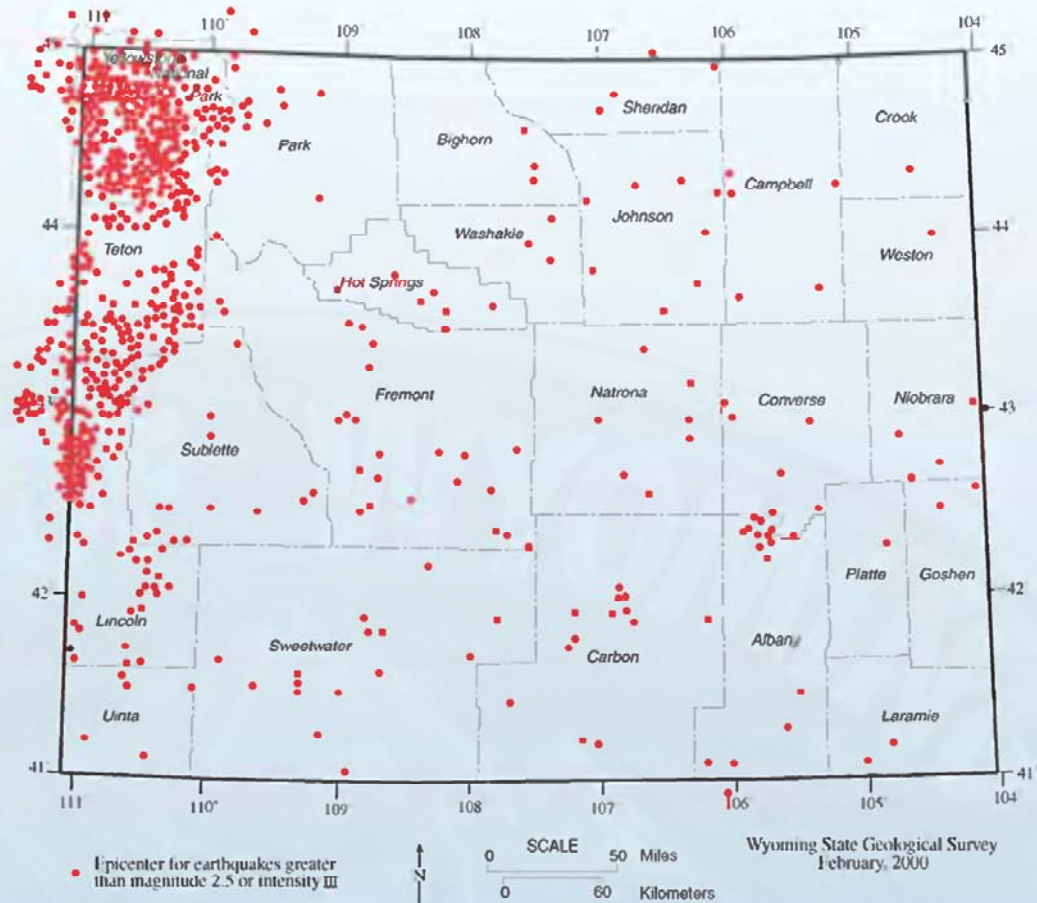 111° 110° 109 108 107 106 105 104
45 45
Yellowstone
National
Park
Sheridan
Crook
Park
Bighorn
Campbell
Johnson
44 44
Teton
Washakie
Weston
Hot Springs
43 43
Fremont
Natrona
Converse
Niobrara
Sublette
42 42
Platte
Goshen
Lincoln
Sweetwater
Carbon
Albany
Uinta
Laramie
41 41
111 110° 109 108 107 106 105 104
Epicenter for earthquakes greater
than magnitude 2.5 or intensity III
N
SCALE
0 50 Miles
0 60 Kilometers
Wyoming State Geological Survey
February, 2000